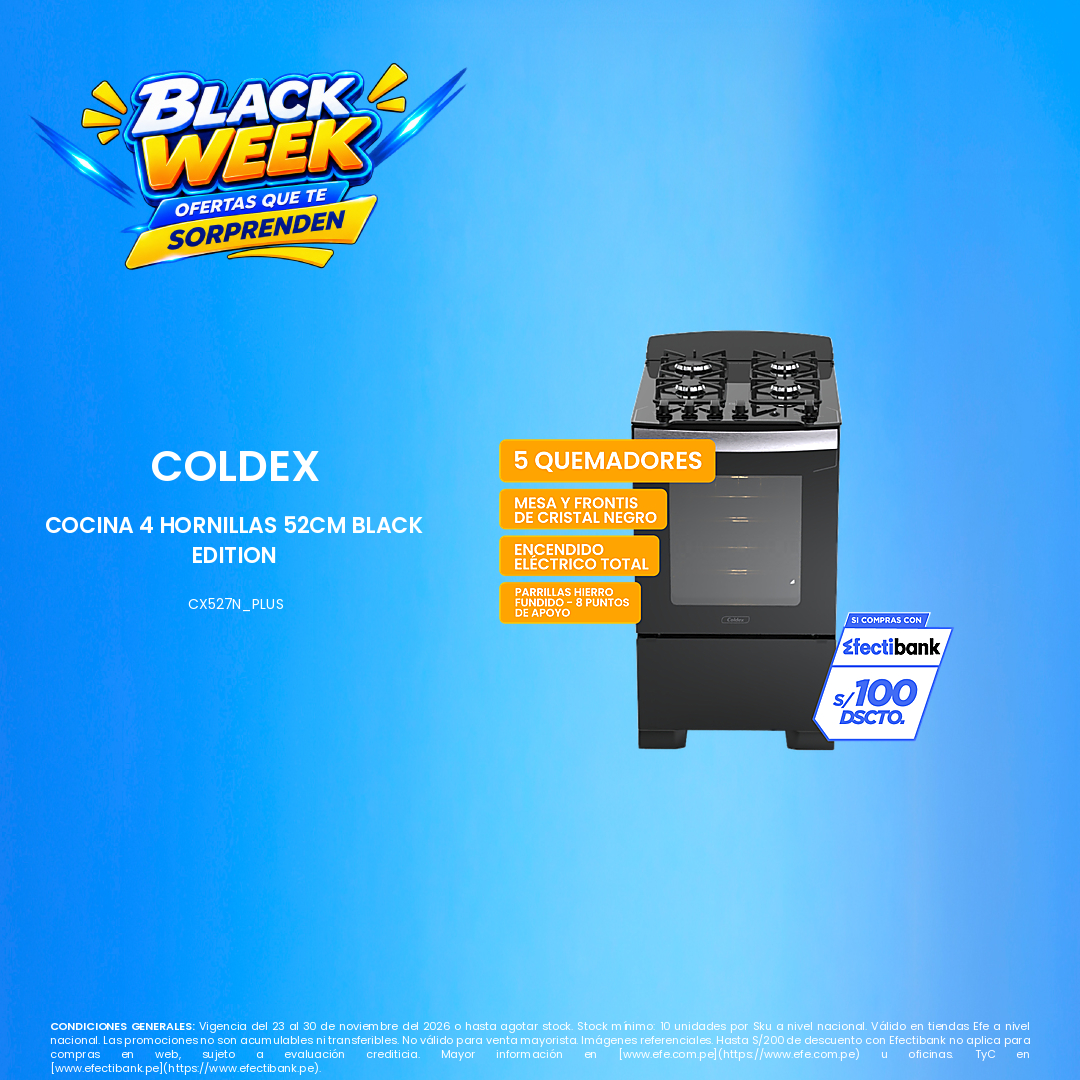 BLACK
WEEK
OFERTAS QUE TE
SORPRENDEN
COLDEX
COCINA 4 HORNILLAS 52CM BLACK
EDITION
CX527N_PLUS
5 QUEMADORES
MESA Y FRONTIS
DE CRISTAL NEGRO
ENCENDIDO
ELÉCTRICO TOTAL
PARRILLAS HIERRO
FUNDIDO - 8 PUNTOS
DE APOYO
Coldex
SI COMPRAS CON
Efectibank
S/100
DSCTO.
CONDICIONES GENERALES: Vigencia del 23 al 30 de noviembre del 2026 o hasta agotar stock. Stock mínimo: 10 unidades por Sku a nivel nacional. Válido en tiendas Efe a nivel
nacional. Las promociones no son acumulables ni transferibles. No válido para venta mayorista. Imágenes referenciales. Hasta S/200 de descuento con Efectibank no aplica para
compras en web, sujeto a evaluación crediticia. Mayor información en [www.efe.com.pe](https://www.efe.com.pe) u oficinas. TyC en
[www.efectibank.pe](https://www.efectibank.pe).